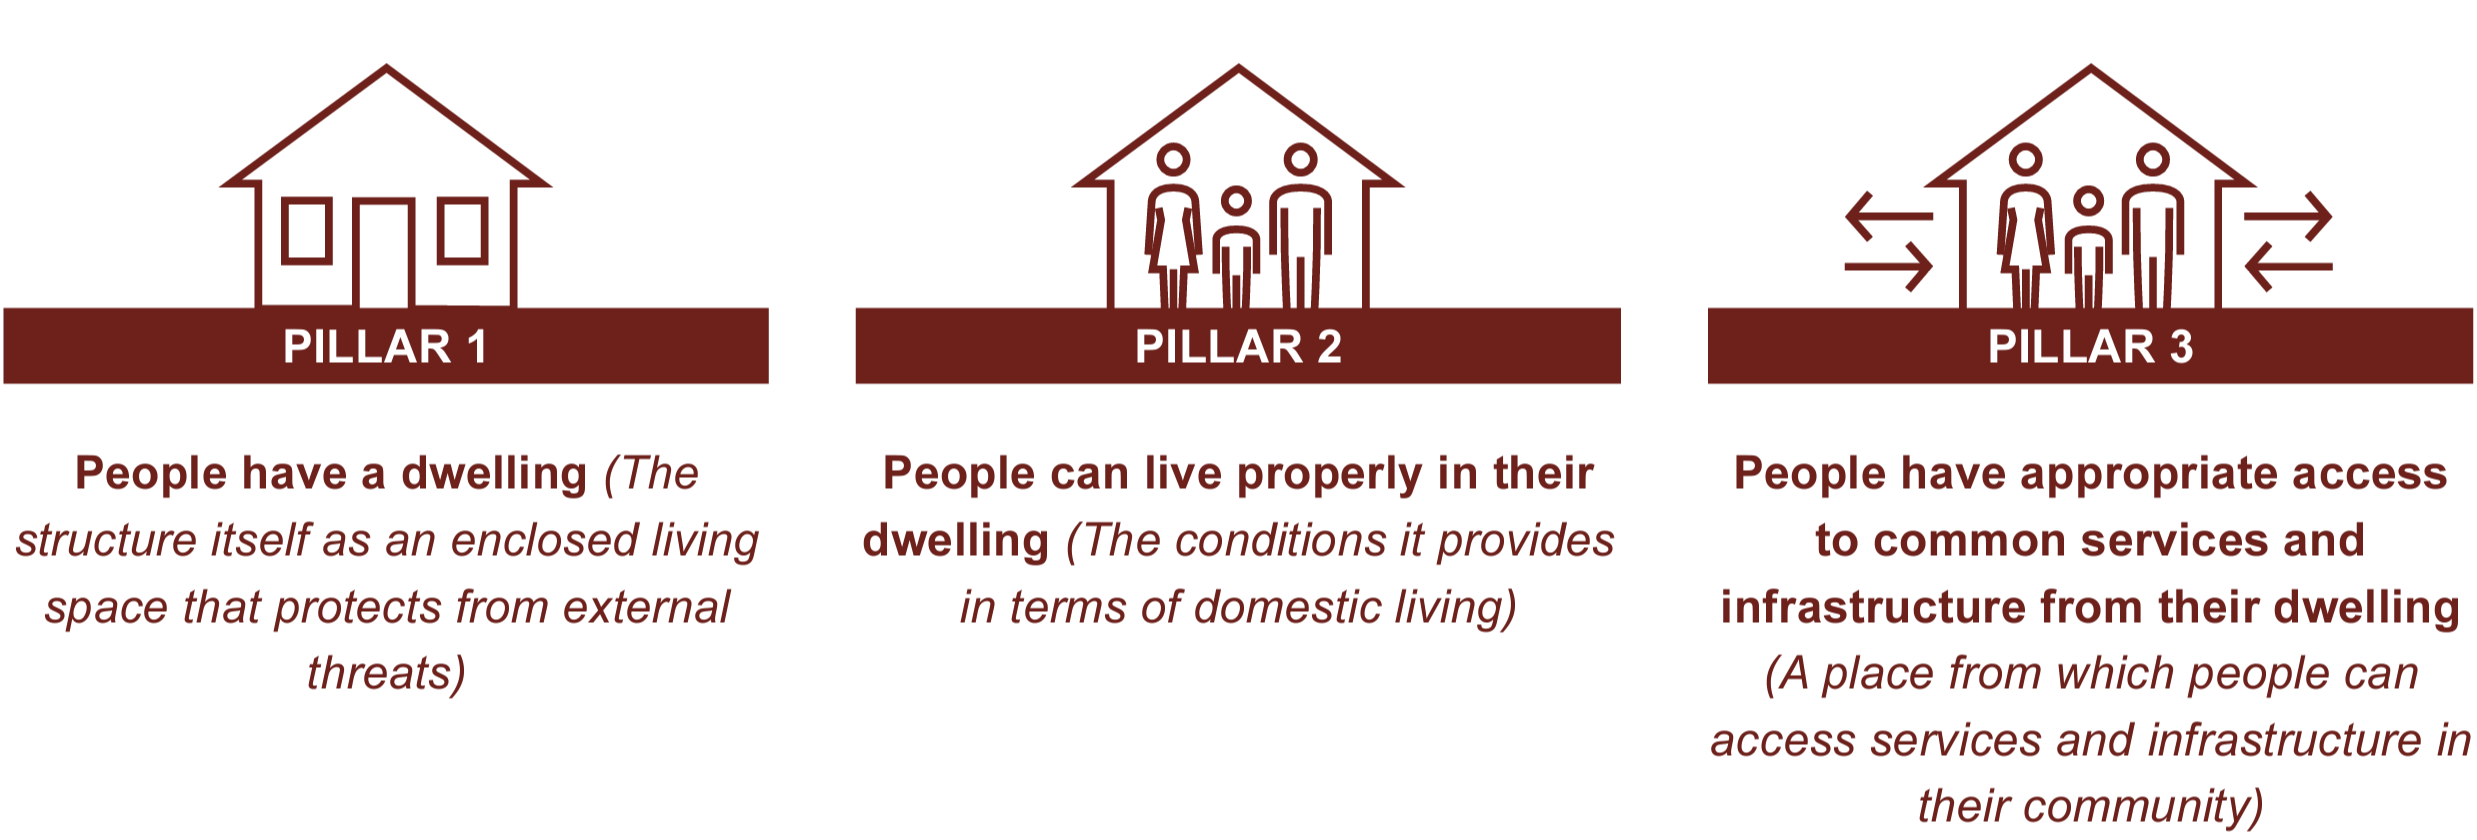 PILLAR 1
People have a dwelling (The
structure itself as an enclosed living
space that protects from external
threats)
PILLAR 2
People can live properly in their
dwelling (The conditions it provides
in terms of domestic living)
PILLAR 3
People have appropriate access
to common services and
infrastructure from their dwelling
(A place from which people can
access services and infrastructure in
their community)